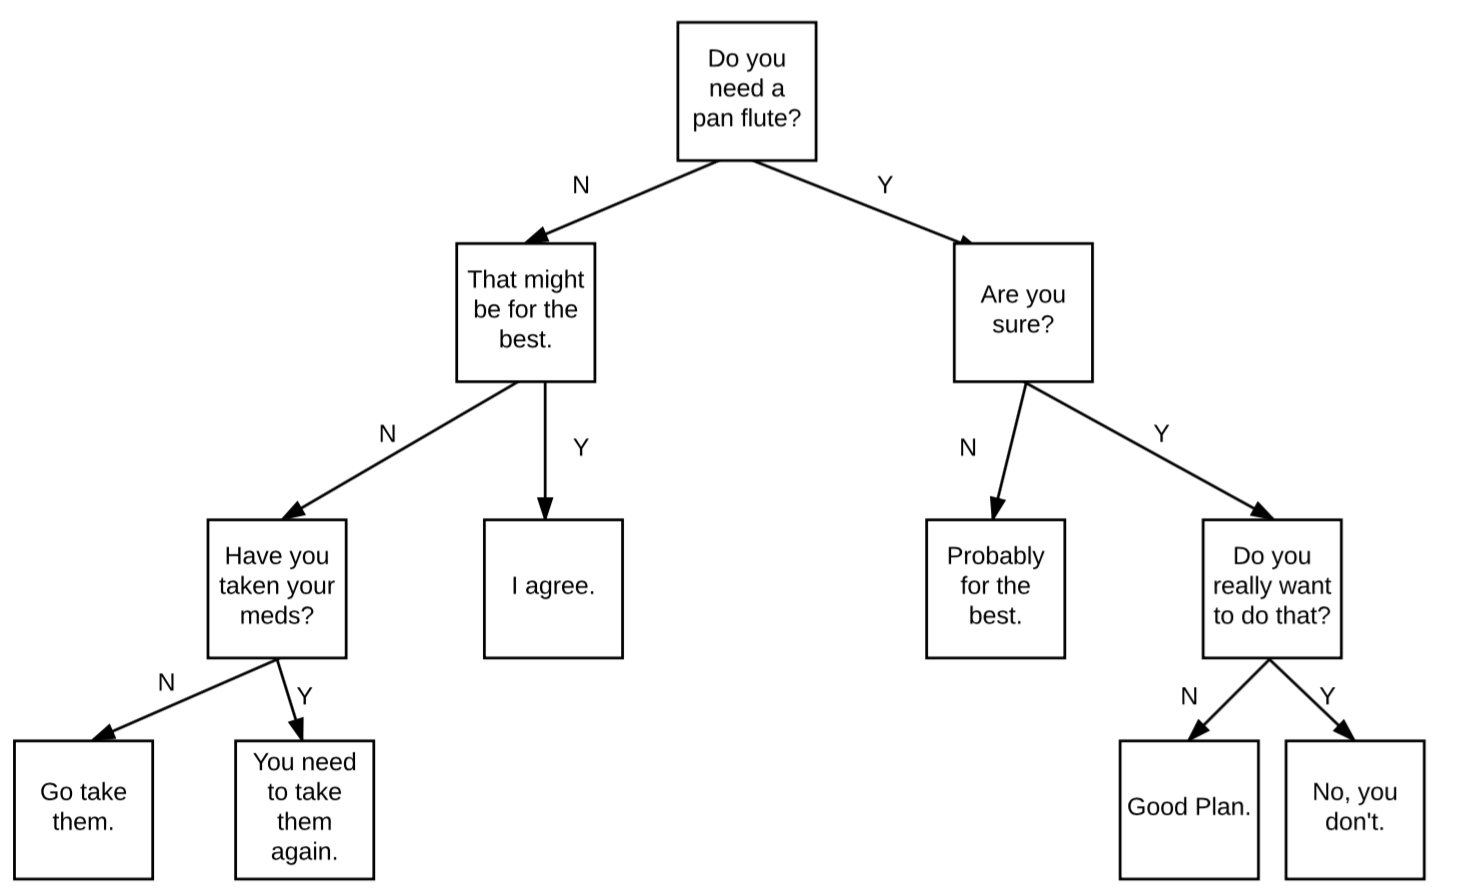 Do you
need a
pan flute?
N
Y
That might
be for the
best.
Are you
sure?
N
Y
N
Y
Have you
taken your
meds?
I agree.
Probably
for the
best.
Do you
really want
to do that?
N
Y
N
Y
Go take
them.
You need
to take
them
again.
Good Plan.
No, you
don't.